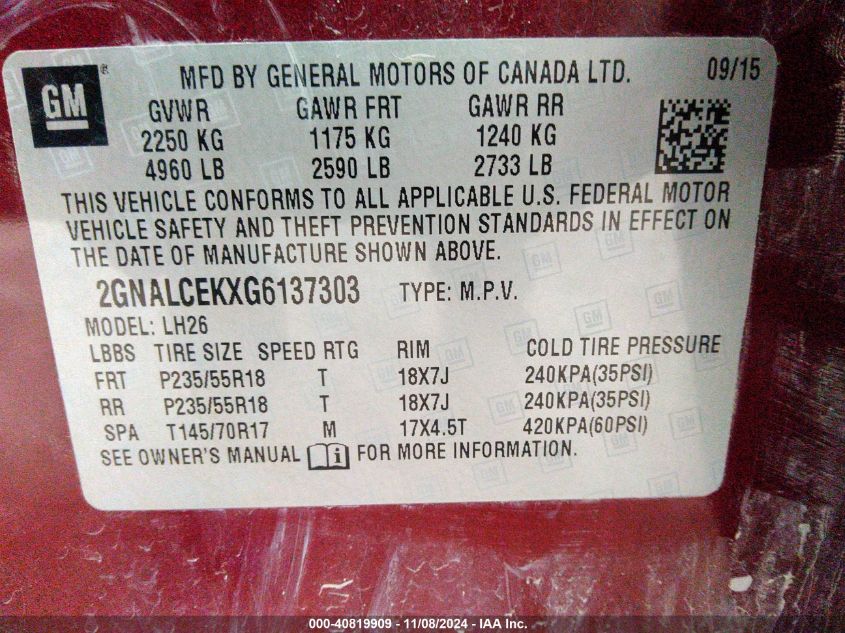 GM ®
MFD BY GENERAL MOTORS OF CANADA LTD. 09/15
GVWR GAWR FRT GAWR RR
2250 KG 1175 KG 1240 KG
4960 LB 2590 LB 2733 LB
THIS VEHICLE CONFORMS TO ALL APPLICABLE U.S. FEDERAL MOTOR
VEHICLE SAFETY AND THEFT PREVENTION STANDARDS IN EFFECT ON
THE DATE OF MANUFACTURE SHOWN ABOVE.
2GNALCEKXG6137303 TYPE: M.P.V.
MODEL: LH26
LBBS TIRE SIZE SPEED RTG RIM COLD TIRE PRESSURE
FRT P235/55R18 T 18X7J 240KPA(35PSI)
RR P235/55R18 T 18X7J 240KPA(35PSI)
SPA T145/70R17 M 17X4.5T 420KPA(60PSI)
SEE OWNER'S MANUAL i FOR MORE INFORMATION.
000-40819909 - 11/08/2024 - IAA Inc.